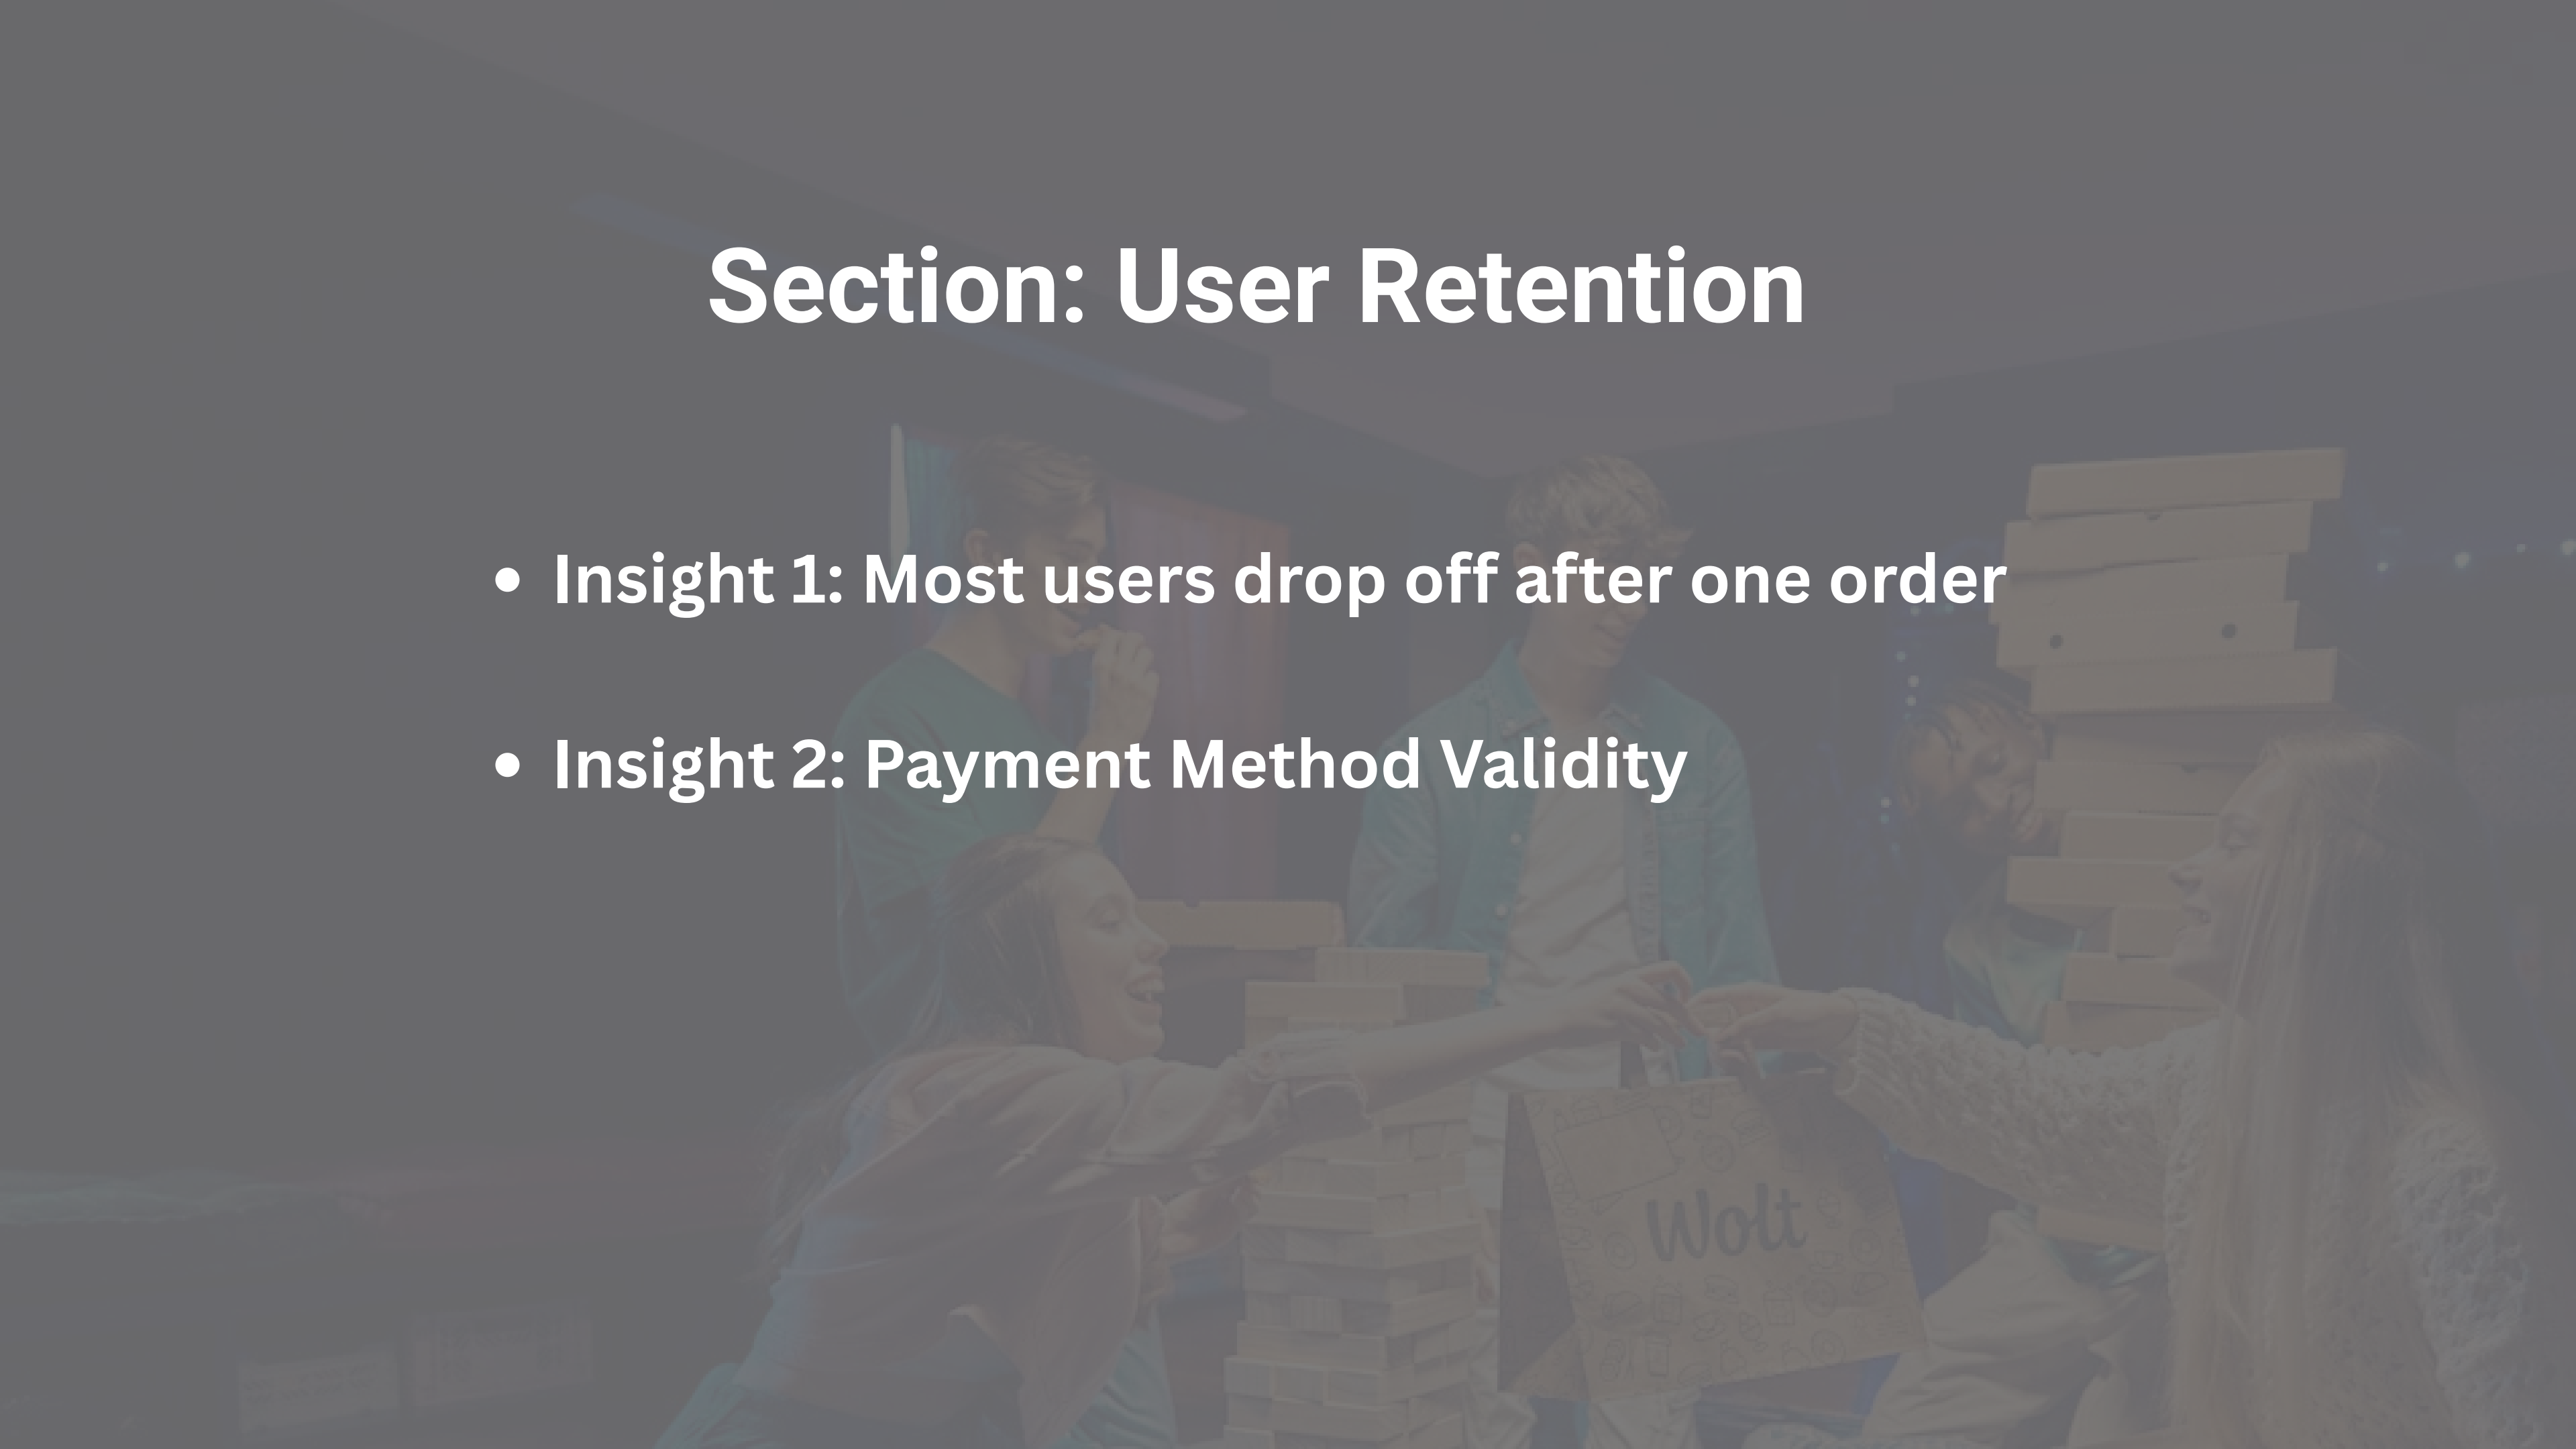 Section: User Retention
• Insight 1: Most users drop off after one order
• Insight 2: Payment Method Validity
Wolt